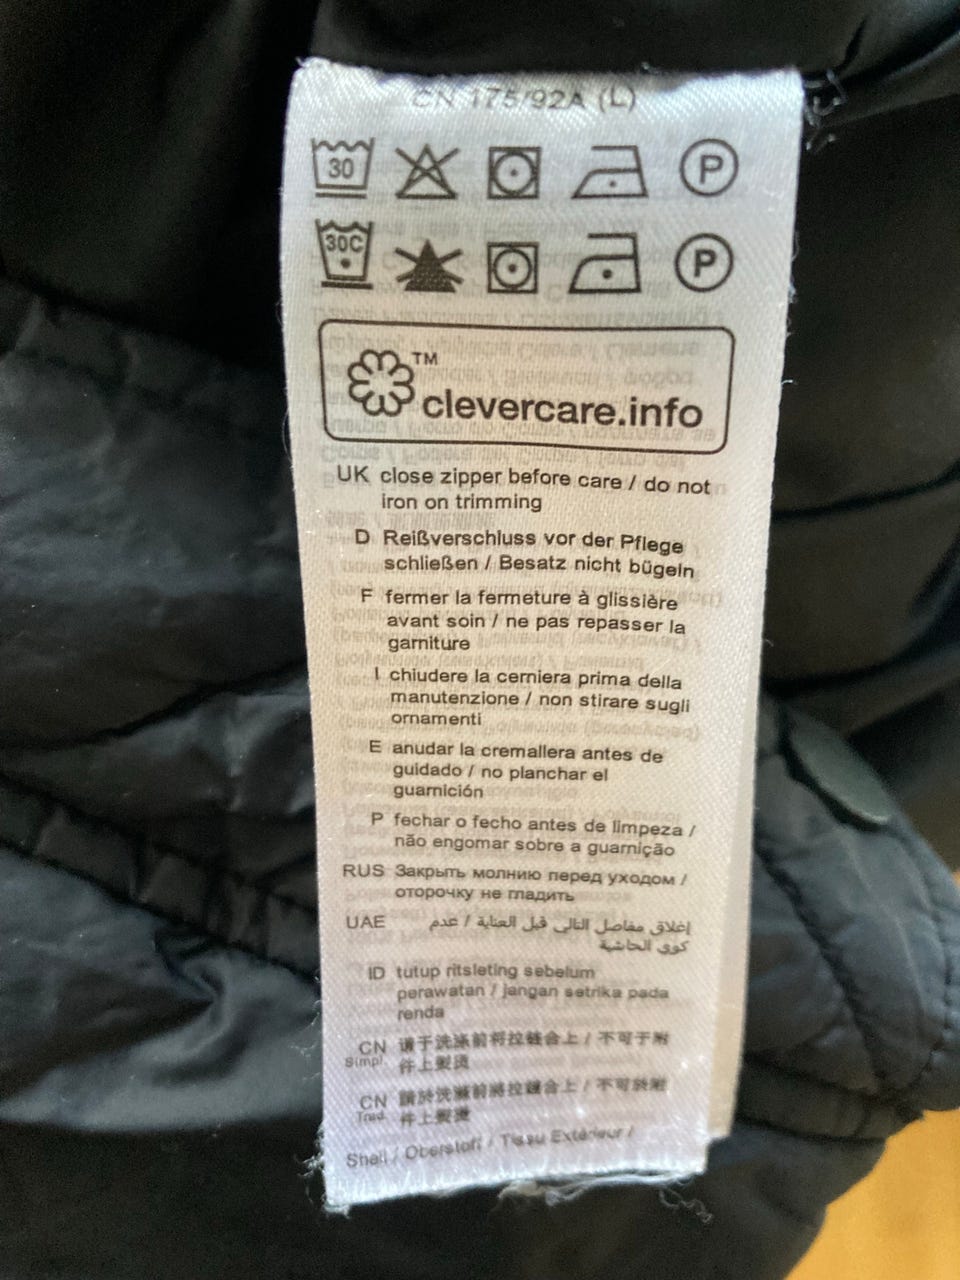 CN 175/92A (L)
30
P
30C
P
TM
clevercare.info
UK close zipper before care / do not
iron on trimming
D Reißverschluss vor der Pflege
schließen / Besatz nicht bügeln
F fermer la fermeture à glissière
avant soin / ne pas repasser la
garniture
I chiudere la cerniera prima della
manutenzione / non stirare sugli
ornamenti
E anudar la cremallera antes de
guidado / no planchar el
guarnición
P fechar o fecho antes de limpeza /
não engomar sobre a guarnição
RUS Закрыть молнию перед уходом /
оторочку не гладить
UAE إغلاق مفاصل التالى قبل العناية / عدم
كوى الحاشية
ID tutup ritsleting sebelum
perawatan / jangan setrika pada
renda
CN 请于洗涤前将拉链合上 / 不可于附
Simpl. 件上熨烫
CN 請於洗滌前將拉鏈合上 / 不可於附
Trad. 件上熨燙
Shell / Oberstoff / Tissu Extérieur /